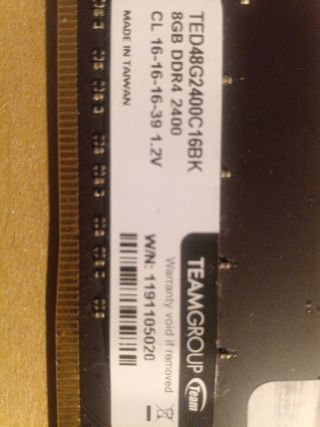 TED48G2400C16BK
8GB DDR4 2400
CL 16-16-16-39 1.2V
MADE IN TAIWAN
TEAMGROUP Team
Warranty void if removed
W/N: 1191105020